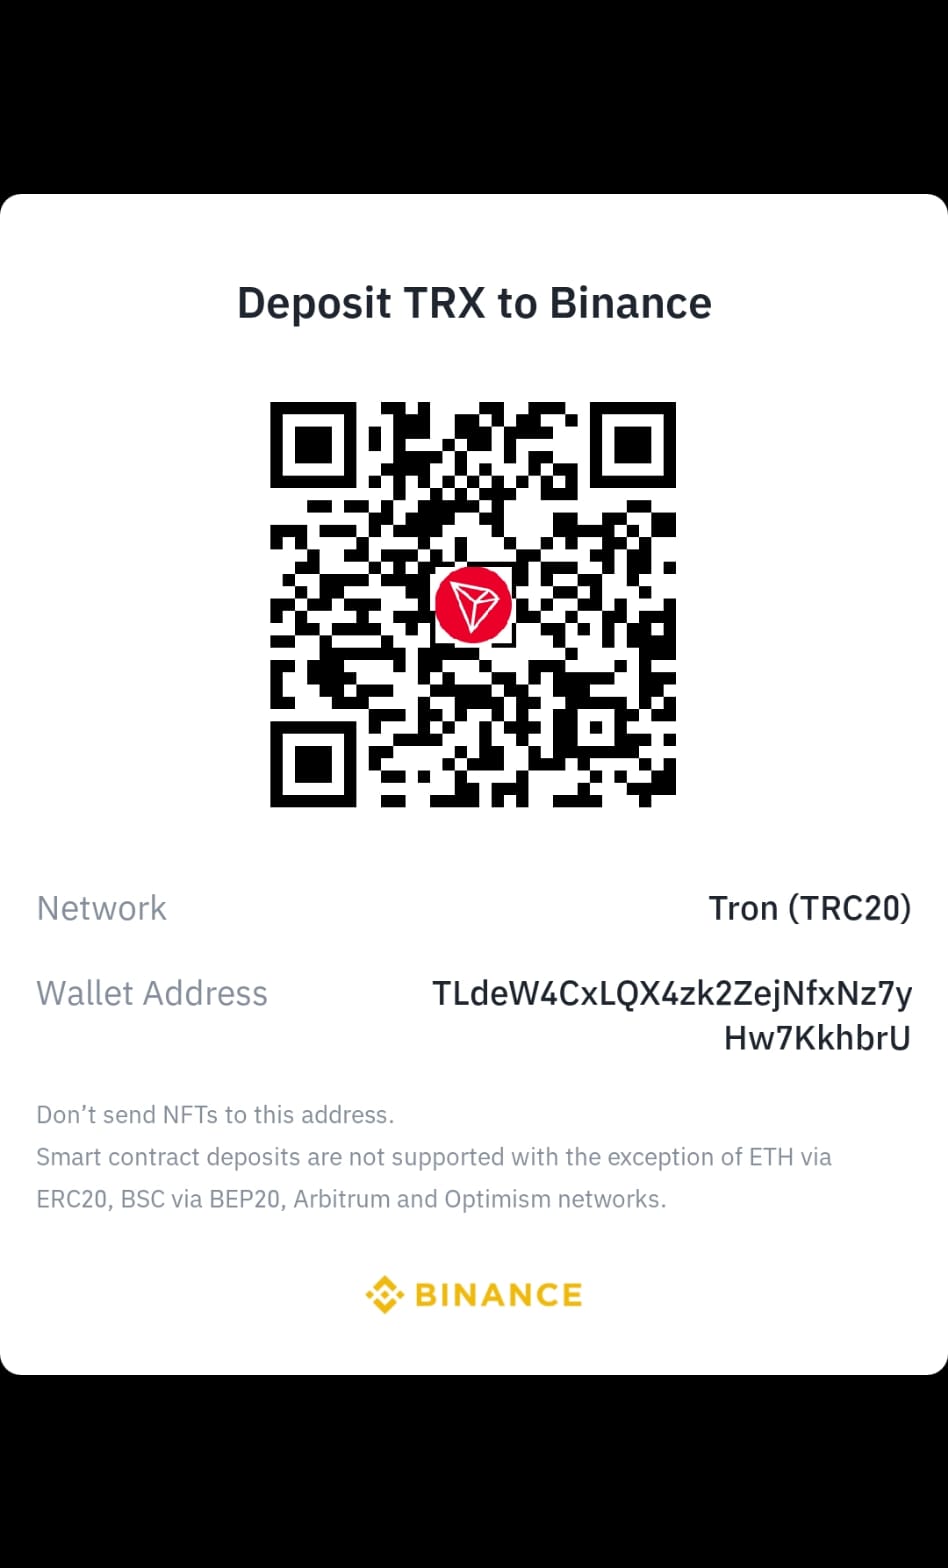 Deposit TRX to Binance
Network
Tron (TRC20)
Wallet Address
TLdeW4CxLQX4zk2ZejNfxNz7y
Hw7KkhbrU
Don’t send NFTs to this address.
Smart contract deposits are not supported with the exception of ETH via
ERC20, BSC via BEP20, Arbitrum and Optimism networks.
BINANCE